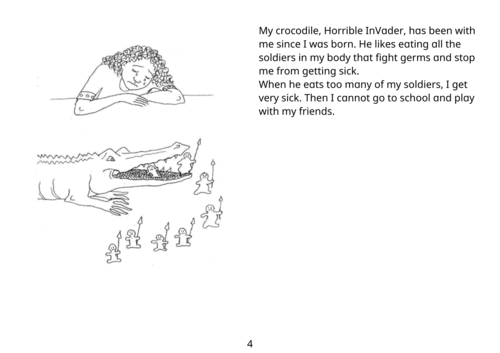 My crocodile, Horrible InVader, has been with
me since I was born. He likes eating all the
soldiers in my body that fight germs and stop
me from getting sick.
When he eats too many of my soldiers, I get
very sick. Then I cannot go to school and play
with my friends.
4